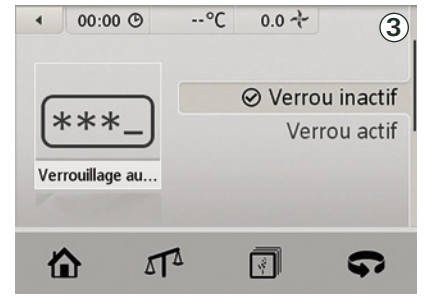 00:00 --°C 0.0
3
Verrou inactif
Verrou actif
***_
Verrouillage au...